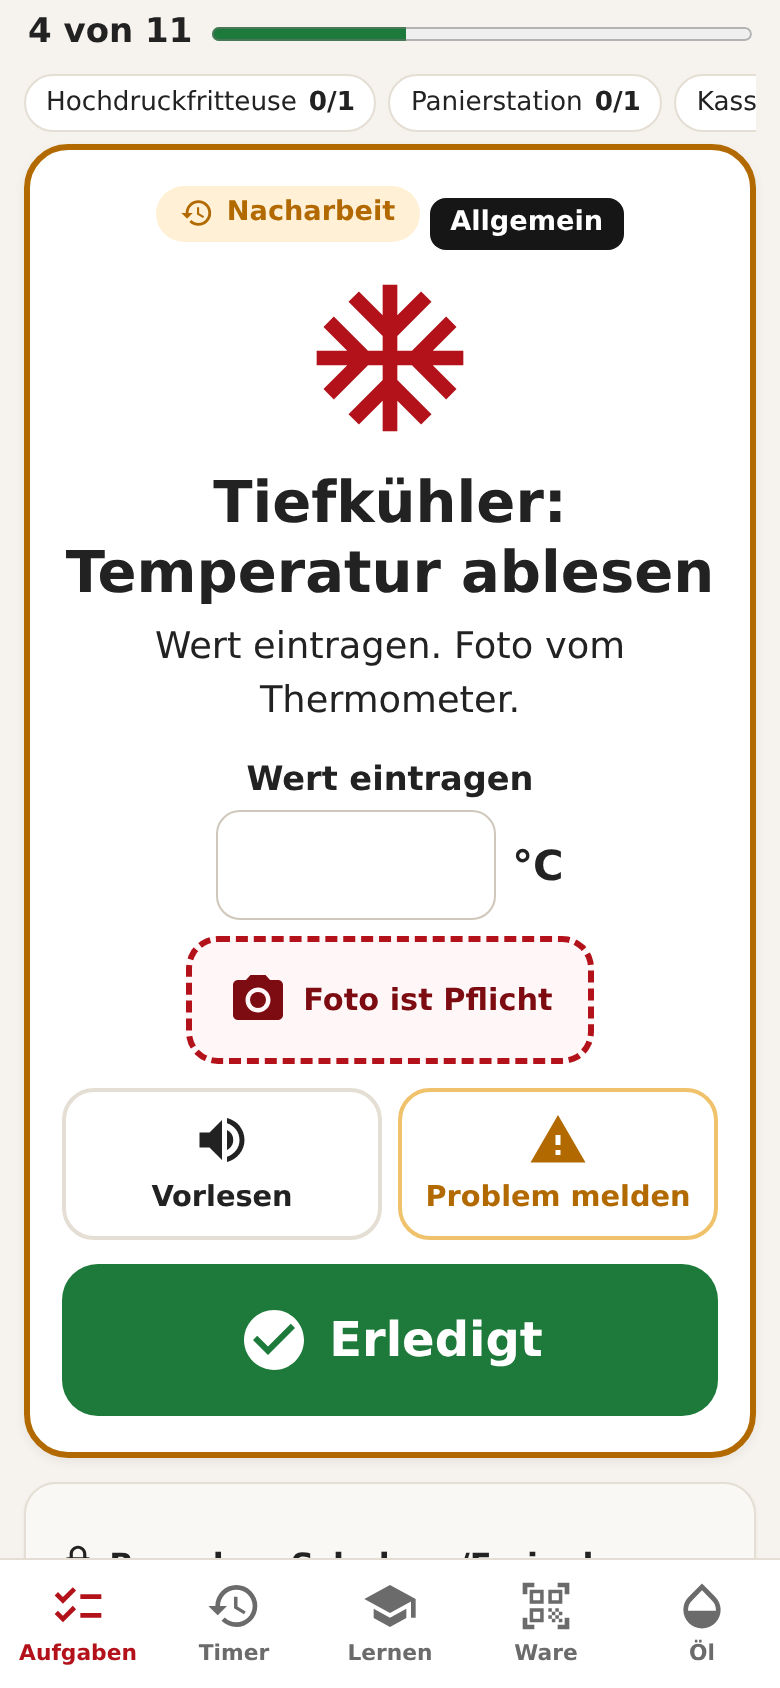 4 von 11
Hochdruckfritteuse 0/1
Panierstation 0/1
Kass
Nacharbeit
Allgemein
Tiefkühler:
Temperatur ablesen
Wert eintragen. Foto vom
Thermometer.
Wert eintragen
°C
Foto ist Pflicht
Vorlesen
Problem melden
Erledigt
Aufgaben
Timer
Lernen
Ware
Öl